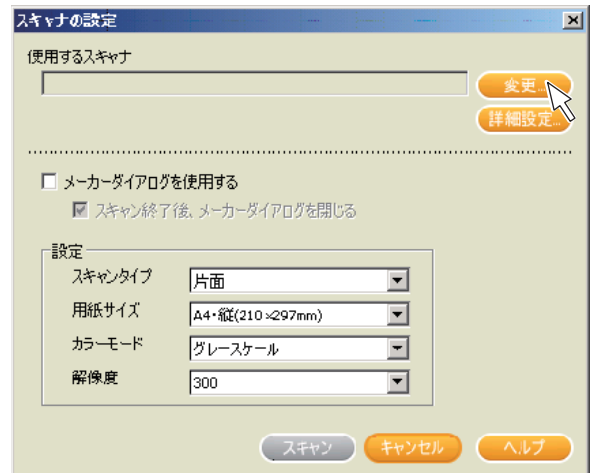 スキャナの設定
使用するスキャナ
変更...
詳細設定...
メーカーダイアログを使用する
スキャン終了後、メーカーダイアログを閉じる
設定
スキャンタイプ 片面
用紙サイズ A4・縦(210×297mm)
カラーモード グレースケール
解像度 300
スキャン キャンセル ヘルプ